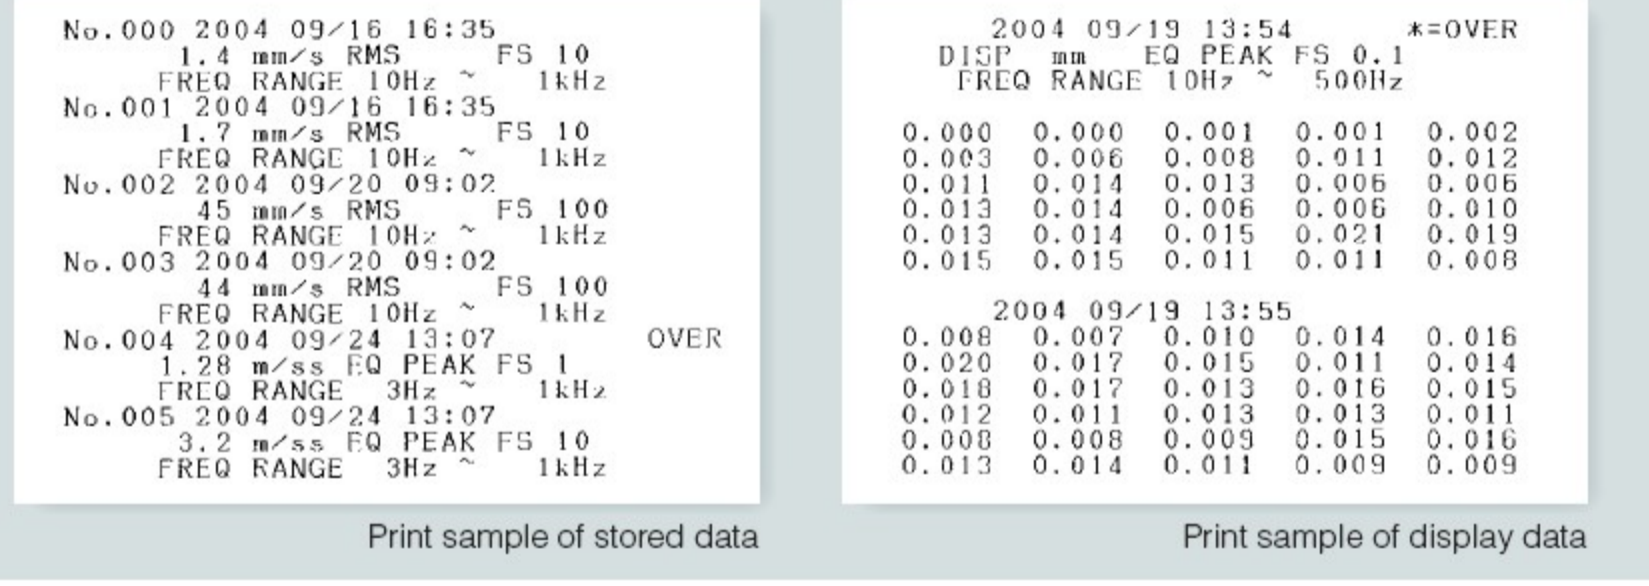 No.000 2004 09/16 16:35
1.4 mm/s RMS FS 10
FREQ RANGE 10Hz ~ 1kHz
No.001 2004 09/16 16:35
1.7 mm/s RMS FS 10
FREQ RANGE 10Hz ~ 1kHz
No.002 2004 09/20 09:02
45 mm/s RMS FS 100
FREQ RANGE 10Hz ~ 1kHz
No.003 2004 09/20 09:02
44 mm/s RMS FS 100
FREQ RANGE 10Hz ~ 1kHz
No.004 2004 09/24 13:07 OVER
1.28 m/ss EQ PEAK FS 1
FREQ RANGE 3Hz ~ 1kHz
No.005 2004 09/24 13:07
3.2 m/ss EQ PEAK FS 10
FREQ RANGE 3Hz ~ 1kHz
Print sample of stored data
2004 09/19 13:54 *=OVER
DISP mm EQ PEAK FS 0.1
FREQ RANGE 10Hz ~ 500Hz
0.000 0.000 0.001 0.001 0.002
0.003 0.006 0.008 0.011 0.012
0.011 0.014 0.013 0.006 0.006
0.013 0.014 0.006 0.006 0.010
0.013 0.014 0.015 0.021 0.019
0.015 0.015 0.011 0.011 0.008
2004 09/19 13:55
0.008 0.007 0.010 0.014 0.016
0.020 0.017 0.015 0.011 0.014
0.018 0.017 0.013 0.016 0.015
0.012 0.011 0.013 0.013 0.011
0.008 0.008 0.009 0.015 0.016
0.013 0.014 0.011 0.009 0.009
Print sample of display data